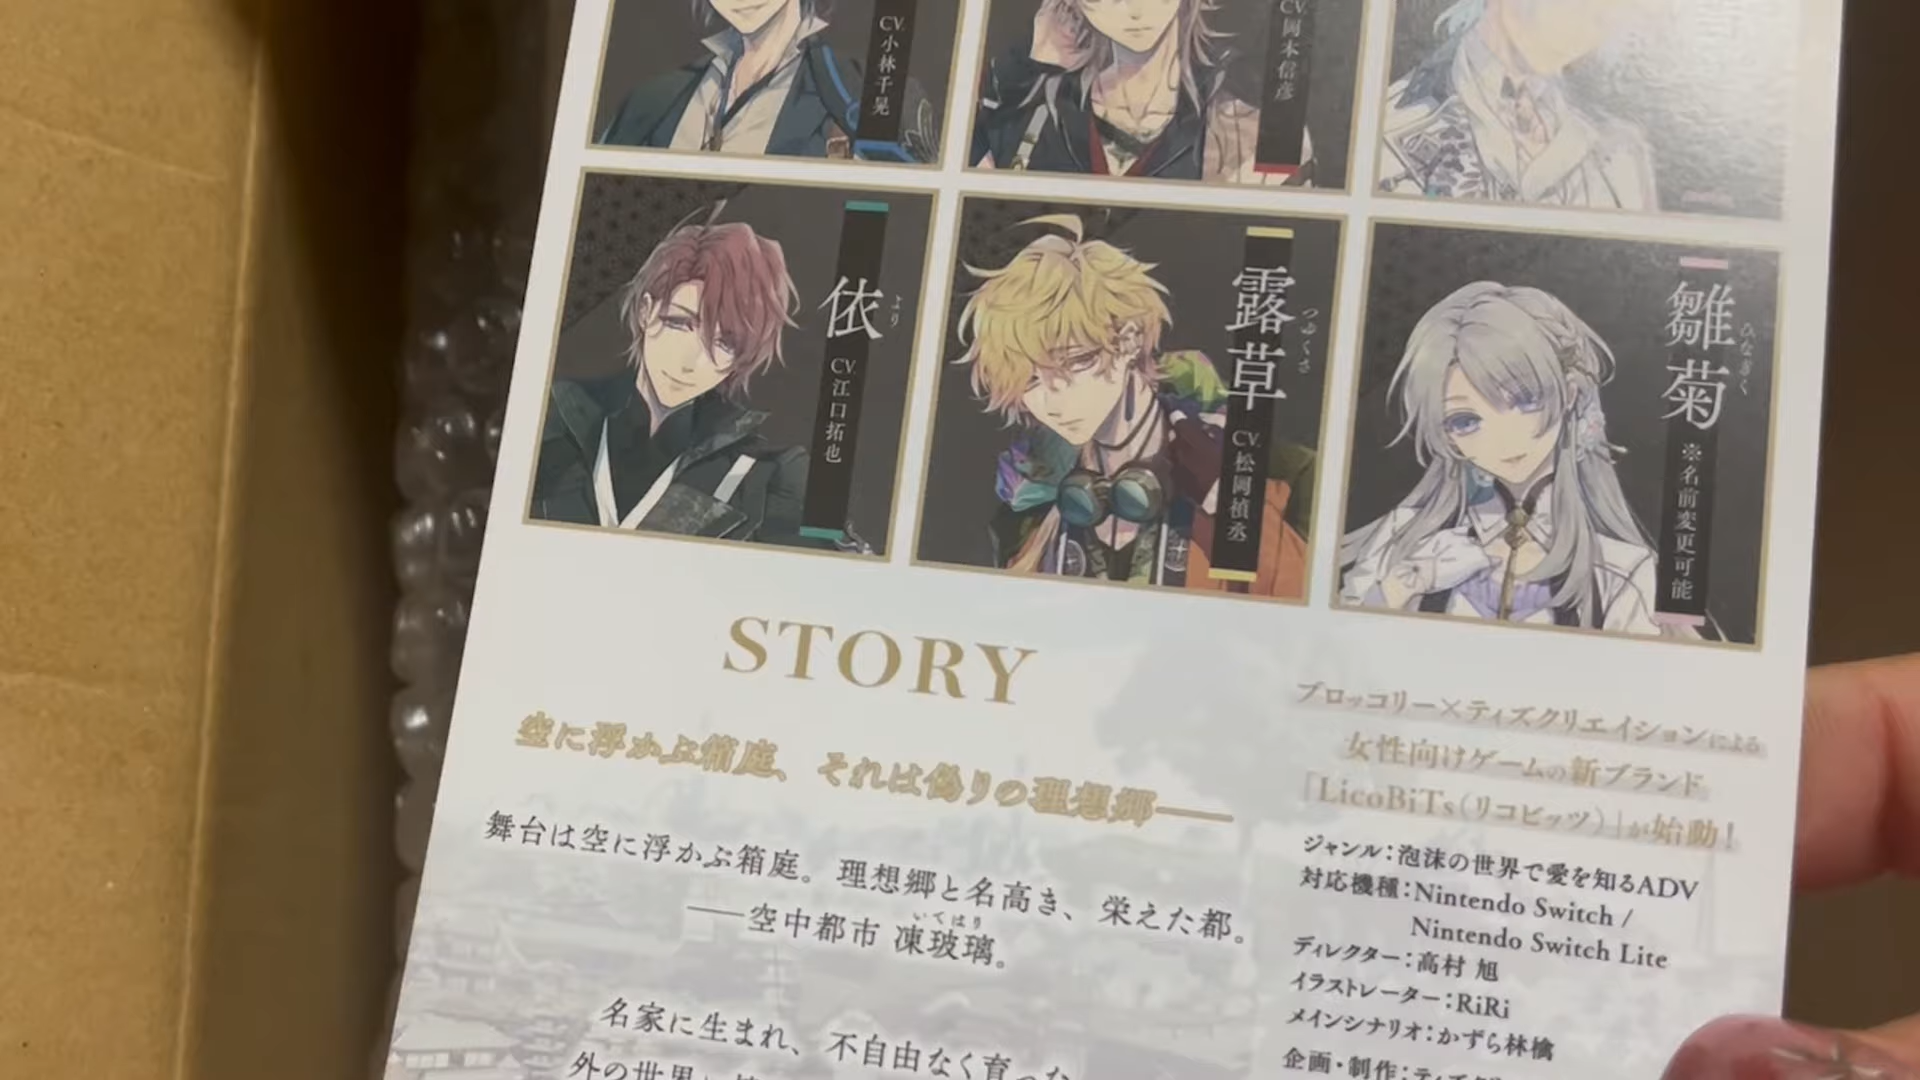 CV.小林千晃
CV.岡本信彦
依
より
CV.江口拓也
露草
つゆくさ
CV.松岡禎丞
雛菊
ひなぎく
※名前変更可能
STORY
空に浮かぶ箱庭、それは偽りの理想郷――
舞台は空に浮かぶ箱庭。理想郷と名高き、栄えた都。
――空中都市 凍玻璃。
いてはり
名家に生まれ、不自由なく育った
外の世界に
ブロッコリー×ティズクリエイションによる
女性向けゲームの新ブランド
「LicoBiTs(リコビッツ)」が始動!
ジャンル:泡沫の世界で愛を知るADV
対応機種:Nintendo Switch /
Nintendo Switch Lite
ディレクター:高村 旭
イラストレーター:RiRi
メインシナリオ:かずら林檎
企画・制作:ティズ